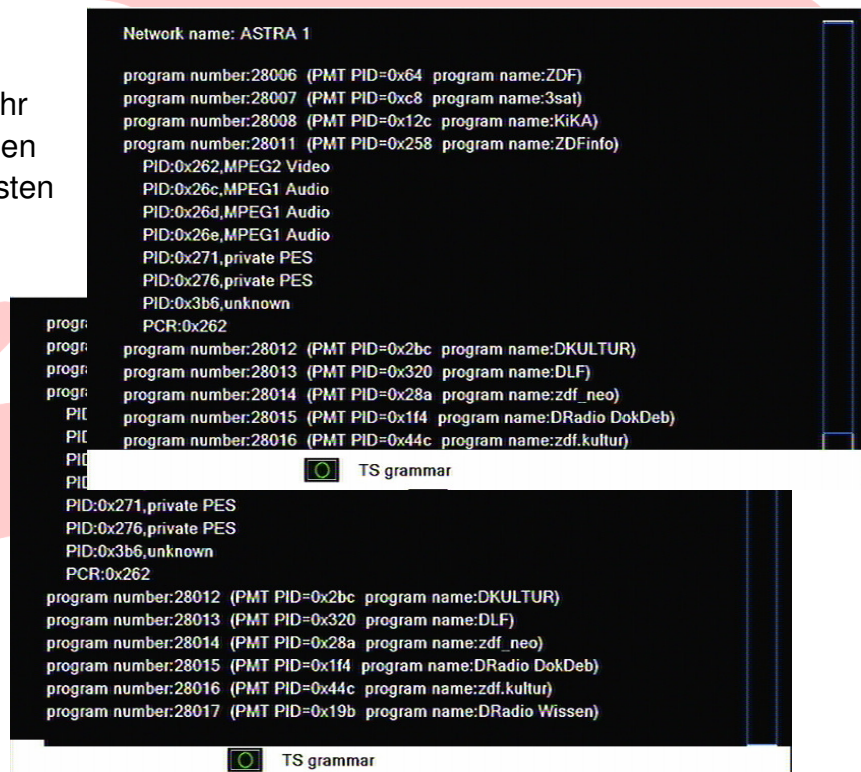 Network name: ASTRA 1
program number:28006 (PMT PID=0x64 program name:ZDF)
program number:28007 (PMT PID=0xc8 program name:3sat)
program number:28008 (PMT PID=0x12c program name:KiKA)
program number:28011 (PMT PID=0x258 program name:ZDFinfo)
PID:0x262,MPEG2 Video
PID:0x26c,MPEG1 Audio
PID:0x26d,MPEG1 Audio
PID:0x26e,MPEG1 Audio
PID:0x271,private PES
PID:0x276,private PES
PID:0x3b6,unknown
PCR:0x262
program number:28012 (PMT PID=0x2bc program name:DKULTUR)
program number:28013 (PMT PID=0x320 program name:DLF)
program number:28014 (PMT PID=0x28a program name:zdf_neo)
program number:28015 (PMT PID=0x1f4 program name:DRadio DokDeb)
program number:28016 (PMT PID=0x44c program name:zdf.kultur)
TS grammar
PID:0x271,private PES
PID:0x276,private PES
PID:0x3b6,unknown
PCR:0x262
program number:28012 (PMT PID=0x2bc program name:DKULTUR)
program number:28013 (PMT PID=0x320 program name:DLF)
program number:28014 (PMT PID=0x28a program name:zdf_neo)
program number:28015 (PMT PID=0x1f4 program name:DRadio DokDeb)
program number:28016 (PMT PID=0x44c program name:zdf.kultur)
program number:28017 (PMT PID=0x19b program name:DRadio Wissen)
TS grammar